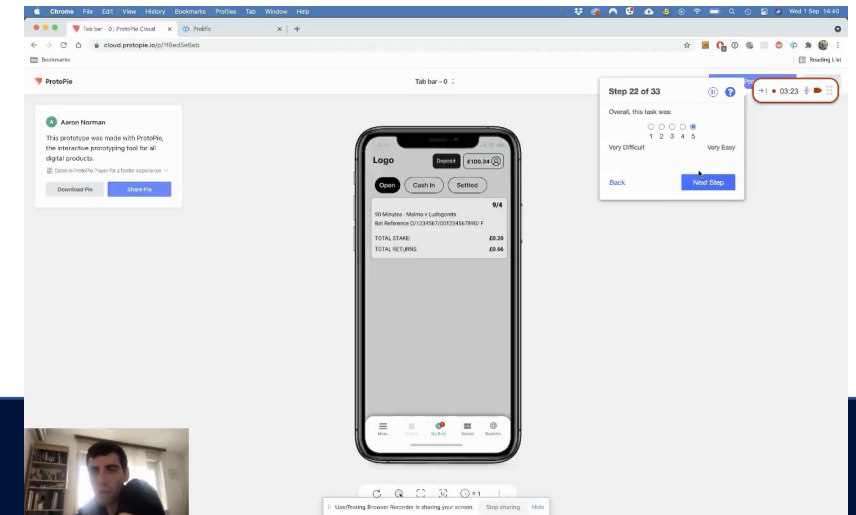 Chrome File Edit View History Bookmarks Profiles Tab Window Help
Wed 1 Sep 14:40
Tab bar - 0 | ProtoPie Cloud
Prolific
cloud.protopie.io/p/1f8ed5e6eb
Bookmarks
Reading List
ProtoPie
Tab bar - 0
Step 22 of 33
03:23
Overall, this task was:
1 2 3 4 5
Very Difficult
Very Easy
Back
Next Step
A
Aaron Norman
This prototype was made with ProtoPie,
the interactive prototyping tool for all
digital products.
Open in ProtoPie Player for a better experience
Download Pie
Share Pie
Logo
Deposit
£100.34
Open
Cash In
Settled
9/4
90 Minutes - Malmo v Ludogorets
Bet Reference O/1234567/001234567890/ F
TOTAL STAKE:
£0.20
TOTAL RETURNS
£0.66
Menu
My Bets
Games
x 1
UserTesting Browser Recorder is sharing your screen.
Stop sharing
Hide